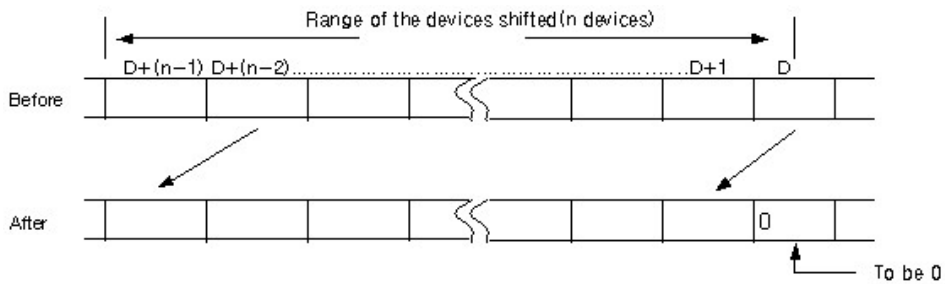 Range of the devices shifted(n devices)
D+(n-1) D+(n-2)..................................................................D+1 D
Before
After
0
To be 0